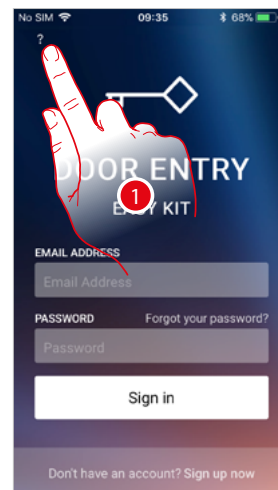 No SIM 09:35 68%
?
DOOR ENTRY
EASY KIT
1
EMAIL ADDRESS
Email Address
PASSWORD Forgot your password?
Password
Sign in
Don't have an account? Sign up now